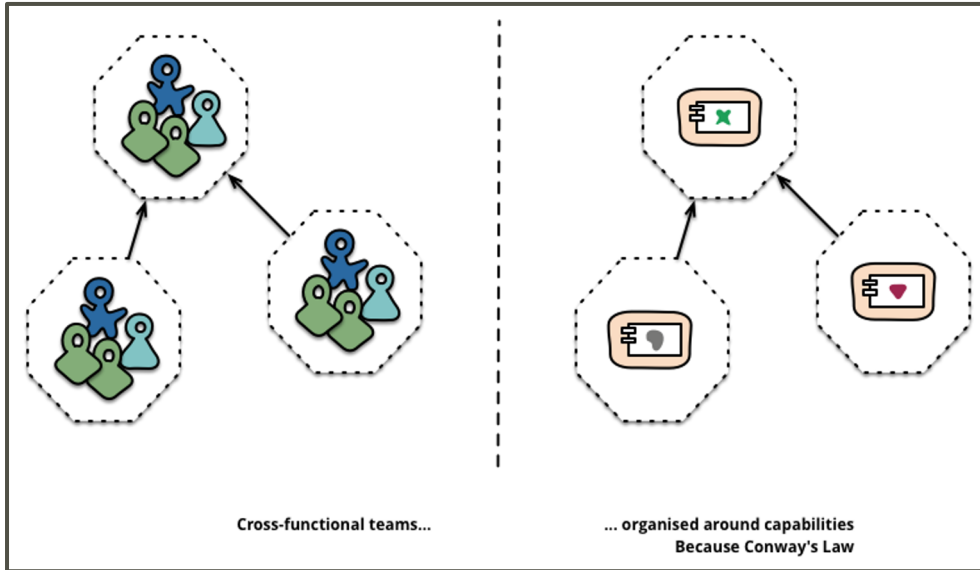 Cross-functional teams...
... organised around capabilities
Because Conway's Law